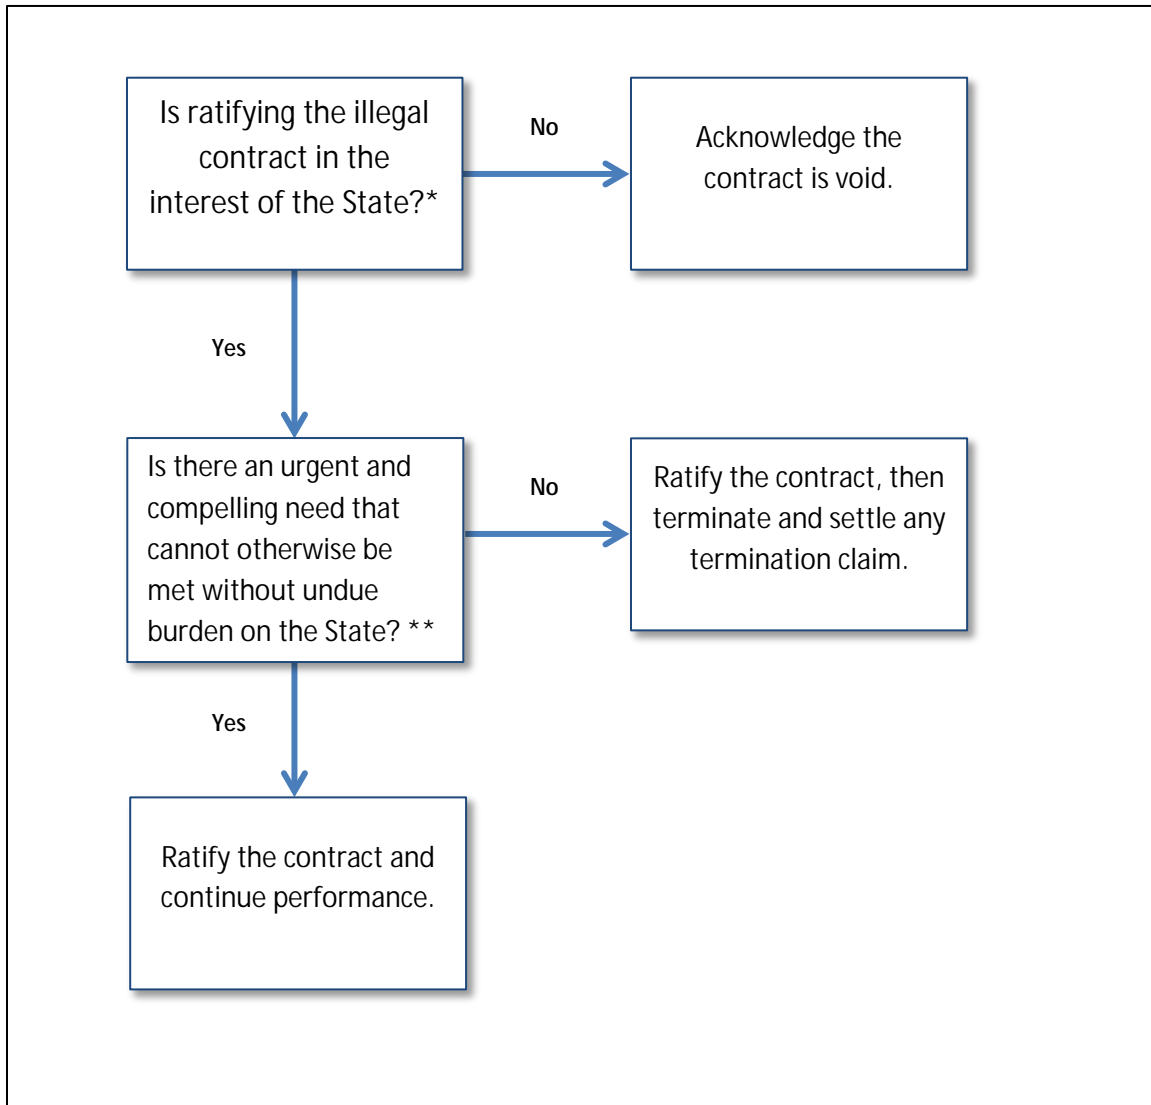 Is ratifying the illegal
contract in the
interest of the State?*
No
Acknowledge the
contract is void.
Yes
Is there an urgent and
compelling need that
cannot otherwise be
met without undue
burden on the State? **
No
Ratify the contract, then
terminate and settle any
termination claim.
Yes
Ratify the contract and
continue performance.